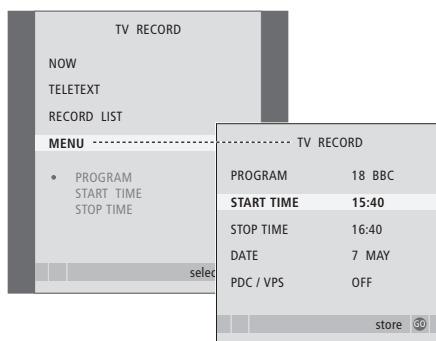 TV RECORD
NOW
TELETEXT
RECORD LIST
MENU
• PROGRAM
START TIME
STOP TIME
selec
TV RECORD
PROGRAM 18 BBC
START TIME 15:40
STOP TIME 16:40
DATE 7 MAY
PDC / VPS OFF
store GO